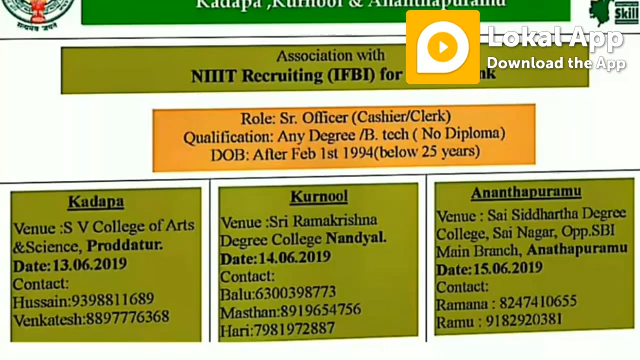 Kadapa ,Kurnool & Ananthapuramu
Skill
Lokal App
Download the App
Association with
NIIIT Recruiting (IFBI) for
Role: Sr. Officer (Cashier/Clerk)
Qualification: Any Degree /B. tech ( No Diploma)
DOB: After Feb 1st 1994(below 25 years)
Kadapa
Venue :S V College of Arts
&Science, Proddatur.
Date:13.06.2019
Contact:
Hussain:9398811689
Venkatesh:8897776368
Kurnool
Venue :Sri Ramakrishna
Degree College Nandyal.
Date:14.06.2019
Contact:
Balu:6300398773
Masthan:8919654756
Hari:7981972887
Ananthapuramu
Venue : Sai Siddhartha Degree
College, Sai Nagar, Opp.SBI
Main Branch, Anathapuramu
Date:15.06.2019
Contact:
Ramana : 8247410655
Ramu : 9182920381